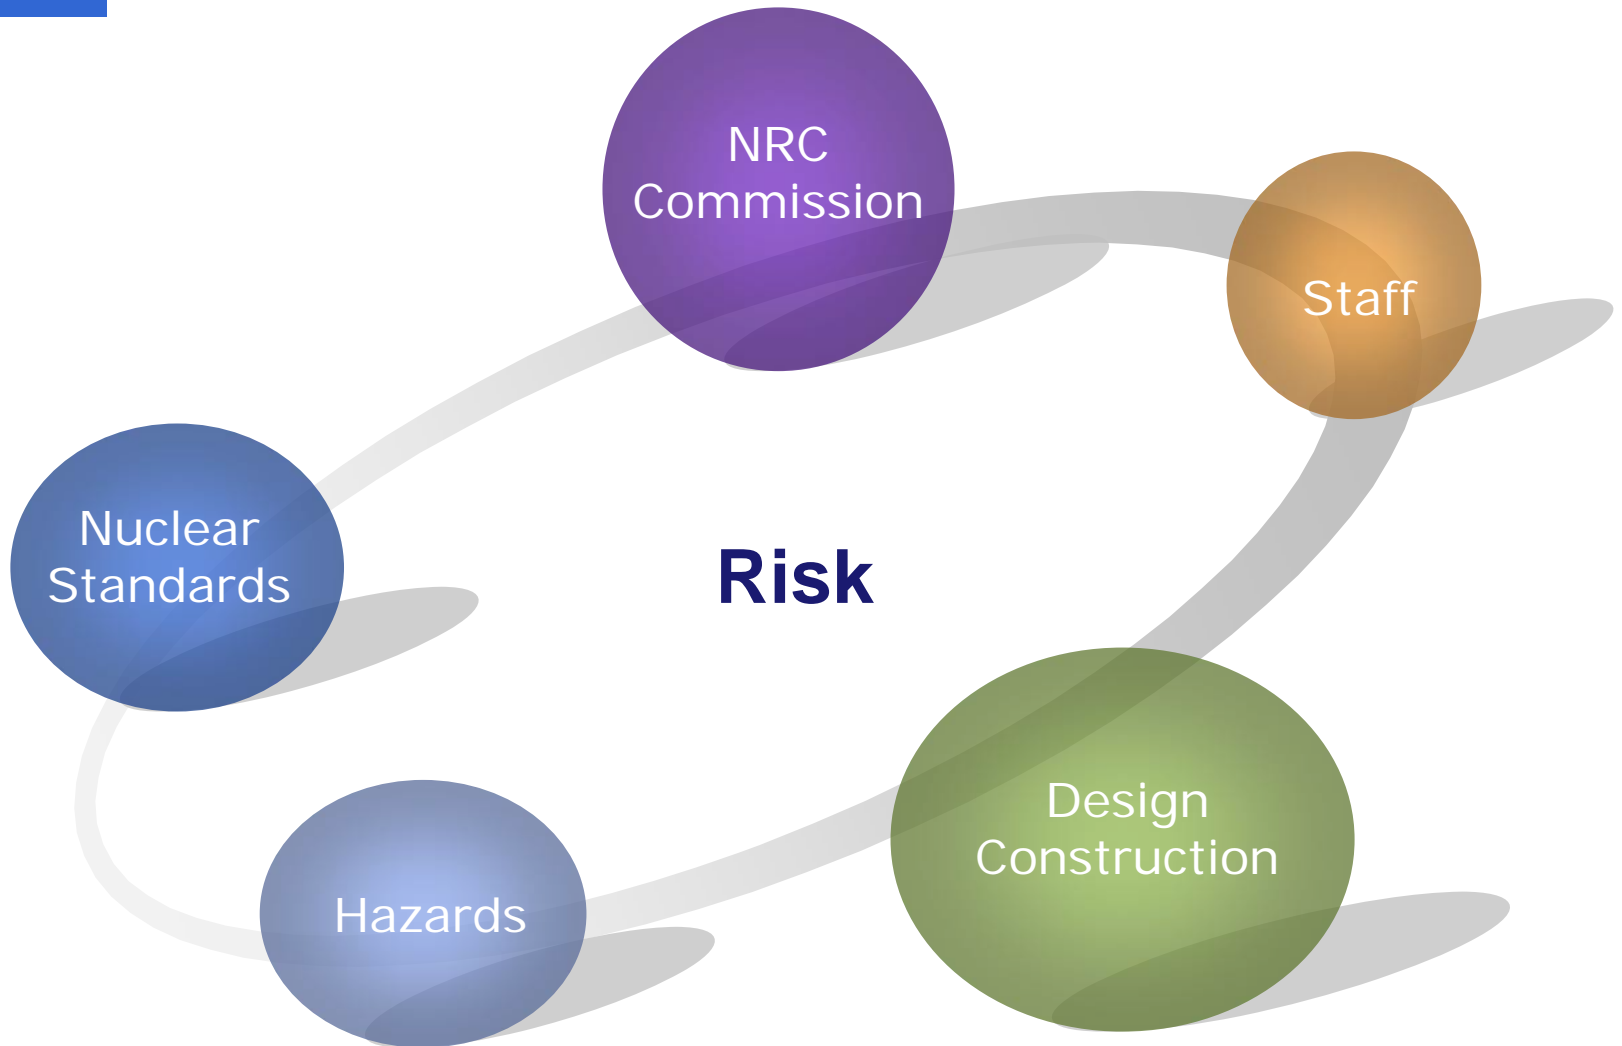 NRC
Commission
Staff
Nuclear
Standards
Risk
Design
Construction
Hazards